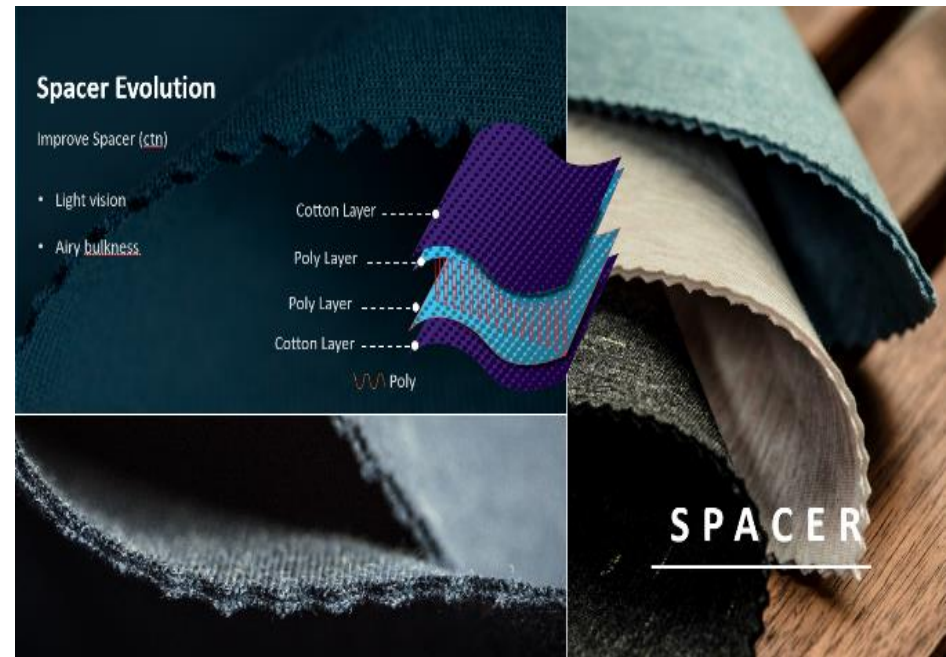 Spacer Evolution
Improve Spacer (ctn)
• Light vision
• Airy bulkness
Cotton Layer
Poly Layer
Poly Layer
Cotton Layer
Poly
SPACER